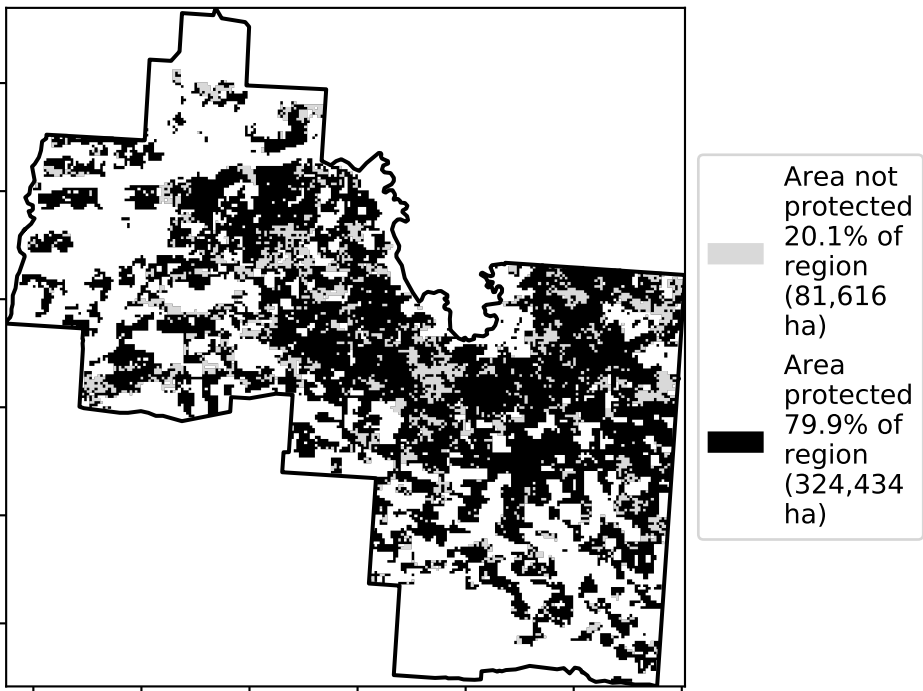 Area not
protected
20.1% of
region
(81,616
ha)
Area
protected
79.9% of
region
(324,434
ha)